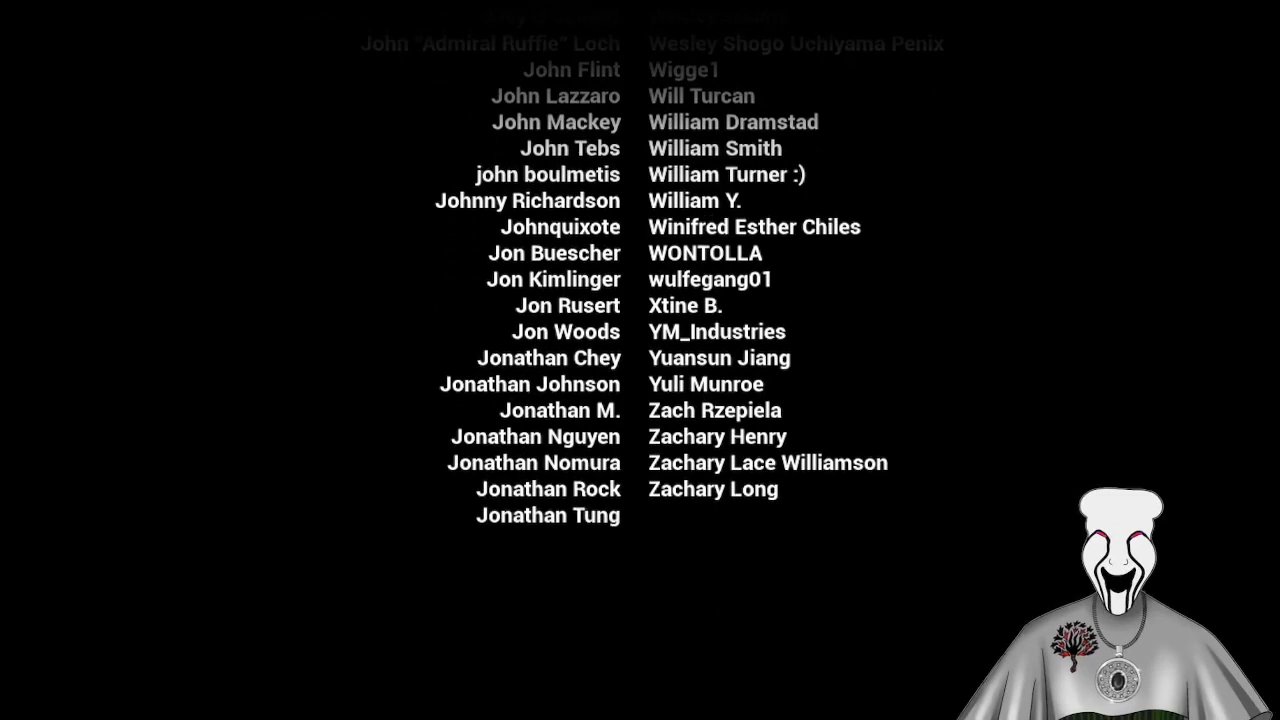 John "Admiral Ruffie" Loch Wesley Shogo Uchiyama Penix
John Flint Wigge1
John Lazzaro Will Turcan
John Mackey William Dramstad
John Tebs William Smith
john boulmetis William Turner :)
Johnny Richardson William Y.
Johnquixote Winifred Esther Chiles
Jon Buescher WONTOLLA
Jon Kimlinger wulfegang01
Jon Rusert Xtine B.
Jon Woods YM_Industries
Jonathan Chey Yuansun Jiang
Jonathan Johnson Yuli Munroe
Jonathan M. Zach Rzepiela
Jonathan Nguyen Zachary Henry
Jonathan Nomura Zachary Lace Williamson
Jonathan Rock Zachary Long
Jonathan Tung